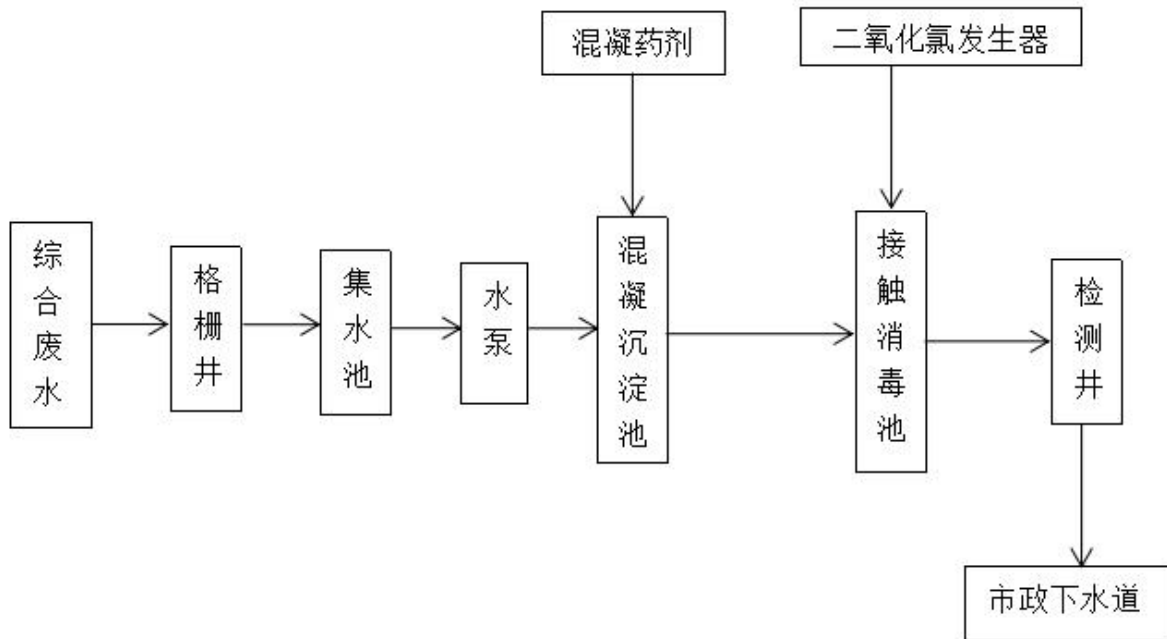 混凝药剂
二氧化氯发生器
综合废水
格栅井
集水池
水泵
混凝沉淀池
接触消毒池
检测井
市政下水道